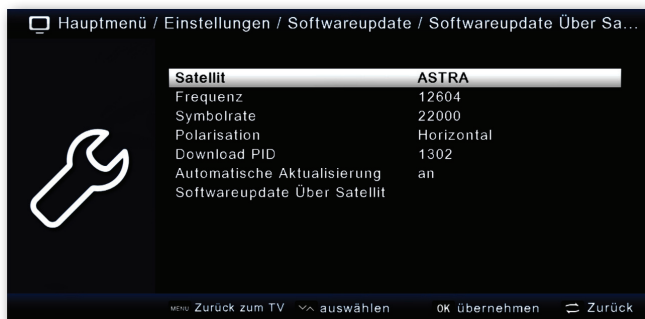 Hauptmenü / Einstellungen / Softwareupdate / Softwareupdate Über Sa...
Satellit ASTRA
Frequenz 12604
Symbolrate 22000
Polarisation Horizontal
Download PID 1302
Automatische Aktualisierung an
Softwareupdate Über Satellit
MENU Zurück zum TV auswählen OK übernehmen Zurück